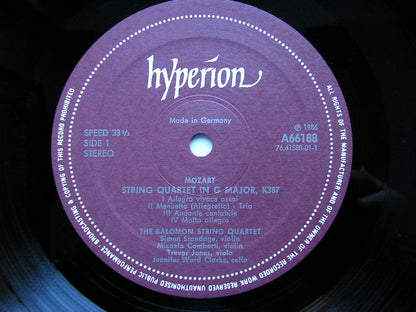 hyperion
Made in Germany
SPEED 33⅓
SIDE 1
STEREO
℗ 1986
A66188
76.41580-01-1
MOZART
STRING QUARTET IN G MAJOR, K387
I Allegro vivace assai
II Menuetto (Allegretto) - Trio
III Andante cantabile
IV Molto allegro
THE SALOMON STRING QUARTET
Simon Standage, violin
Micaela Comberti, violin
Trevor Jones, viola
Jennifer Ward Clarke, cello
ALL RIGHTS OF THE MANUFACTURER AND OF THE OWNER OF THE RECORDED WORK RESERVED UNAUTHORISED PUBLIC PERFORMANCE, BROADCASTING & COPYING OF THIS RECORD PROHIBITED